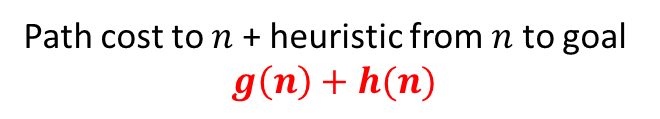 Path cost to n + heuristic from n to goal
g(n) + h(n)